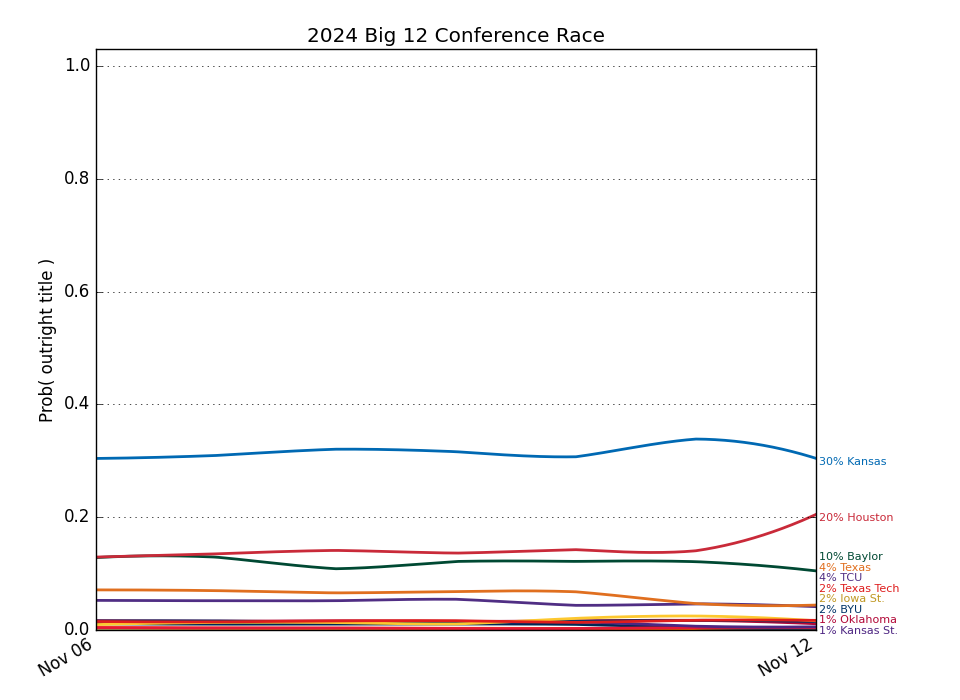 2024 Big 12 Conference Race
1.0
0.8
0.6
0.4
0.2
0.0
Prob( outright title )
30% Kansas
20% Houston
10% Baylor
4% Texas
4% TCU
2% Texas Tech
2% Iowa St.
2% BYU
1% Oklahoma
1% Kansas St.
Nov 06
Nov 12